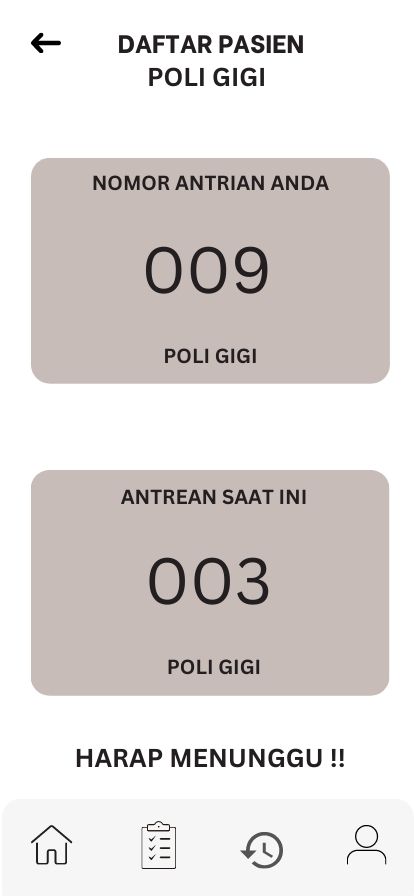 DAFTAR PASIEN
POLI GIGI
NOMOR ANTRIAN ANDA
009
POLI GIGI
ANTREAN SAAT INI
003
POLI GIGI
HARAP MENUNGGU !!